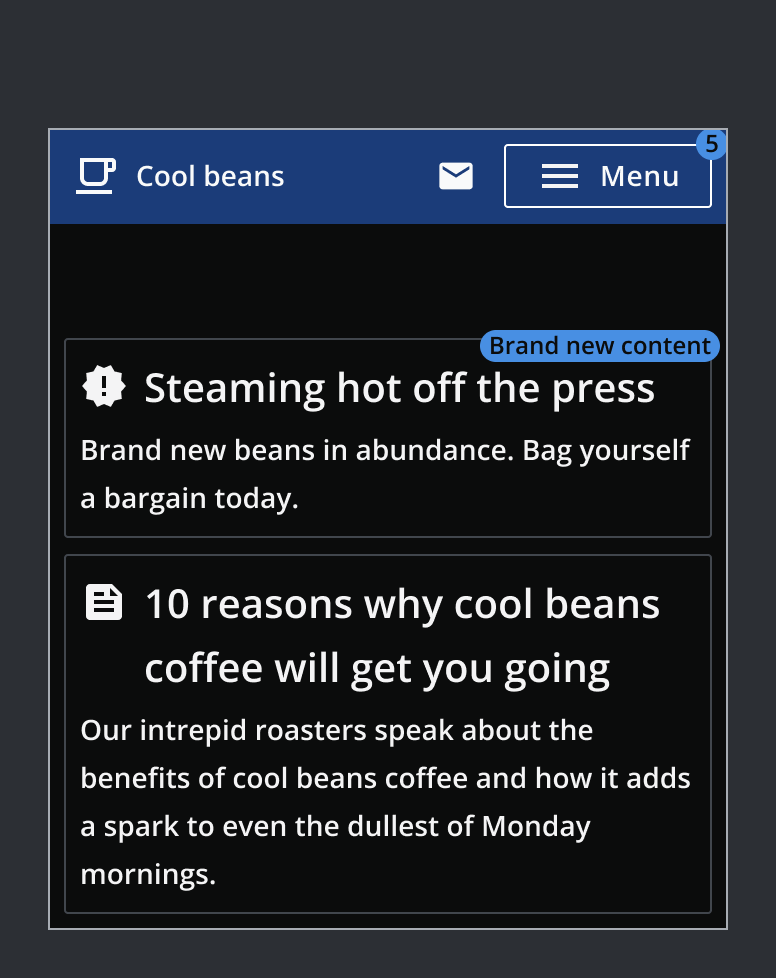 Cool beans
Menu
5
Brand new content
Steaming hot off the press
Brand new beans in abundance. Bag yourself
a bargain today.
10 reasons why cool beans
coffee will get you going
Our intrepid roasters speak about the
benefits of cool beans coffee and how it adds
a spark to even the dullest of Monday
mornings.